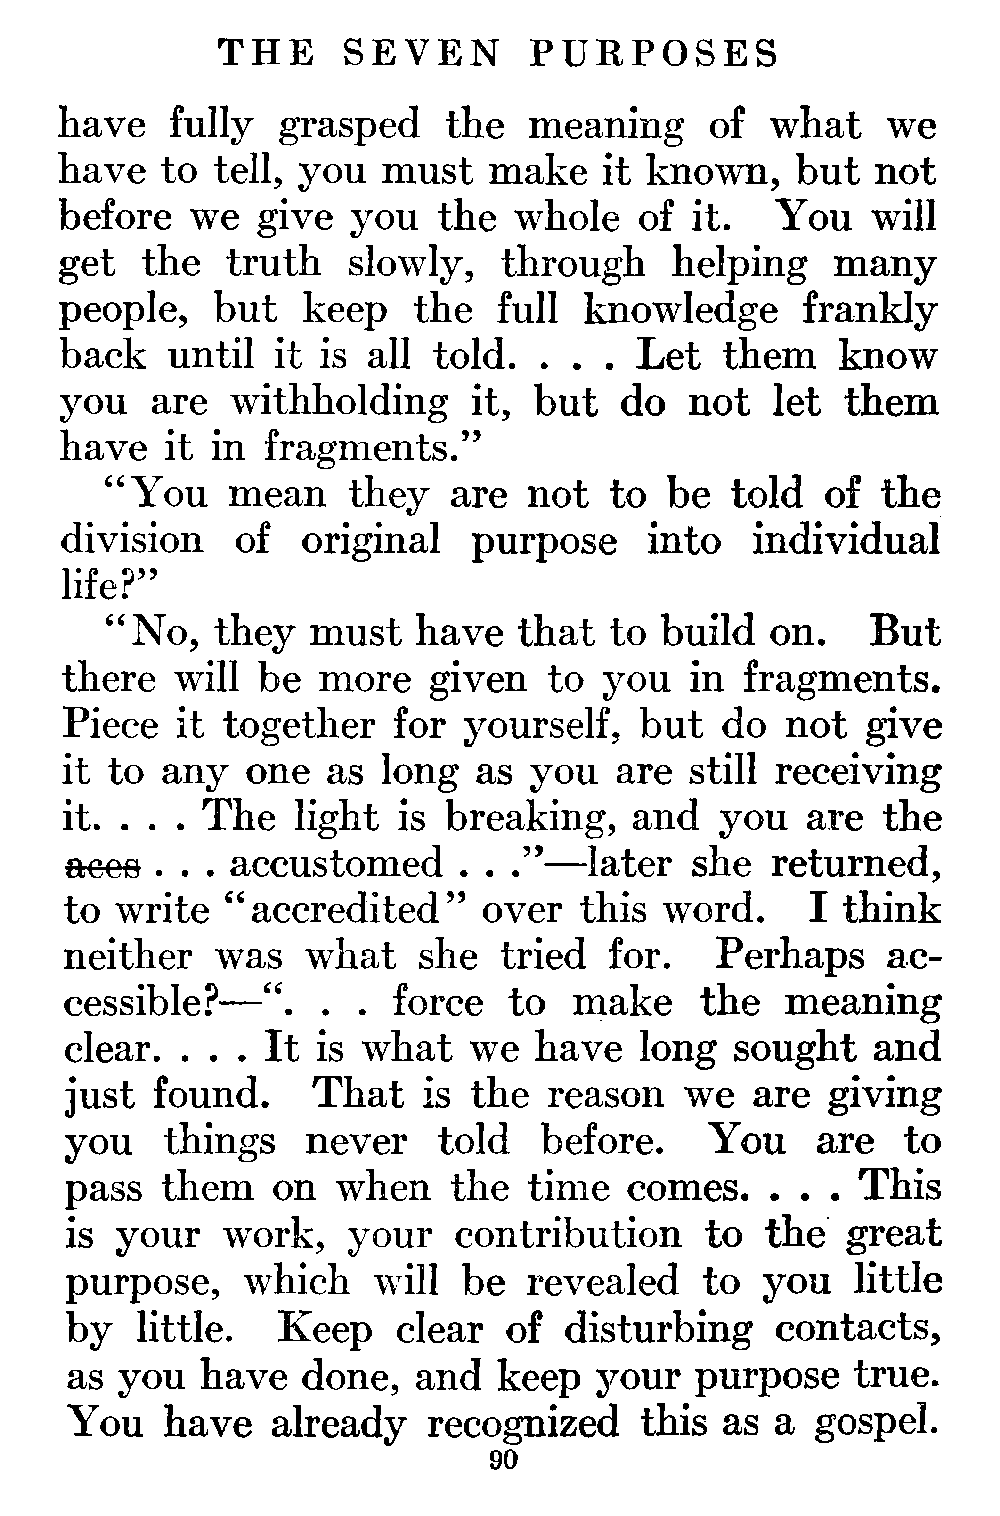 THE SEVEN PURPOSES
have fully grasped the meaning of what we
have to tell, you must make it known, but not
before we give you the whole of it. You will
get the truth slowly, through helping many
people, but keep the full knowledge frankly
back until it is all told. . . . Let them know
you are withholding it, but do not let them
have it in fragments.”
“You mean they are not to be told of the
division of original purpose into individual
life?”
“No, they must have that to build on. But
there will be more given to you in fragments.
Piece it together for yourself, but do not give
it to any one as long as you are still receiving
it. . . . The light is breaking, and you are the
aces . . . accustomed . . .”—later she returned,
to write “accredited” over this word. I think
neither was what she tried for. Perhaps ac-
cessible?—“. . . force to make the meaning
clear. . . . It is what we have long sought and
just found. That is the reason we are giving
you things never told before. You are to
pass them on when the time comes. . . . This
is your work, your contribution to the great
purpose, which will be revealed to you little
by little. Keep clear of disturbing contacts,
as you have done, and keep your purpose true.
You have already recognized this as a gospel.
90